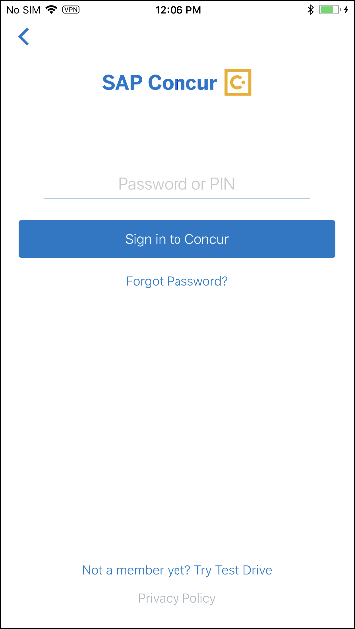 No SIM VPN 12:06 PM
SAP Concur
Password or PIN
Sign in to Concur
Forgot Password?
Not a member yet? Try Test Drive
Privacy Policy